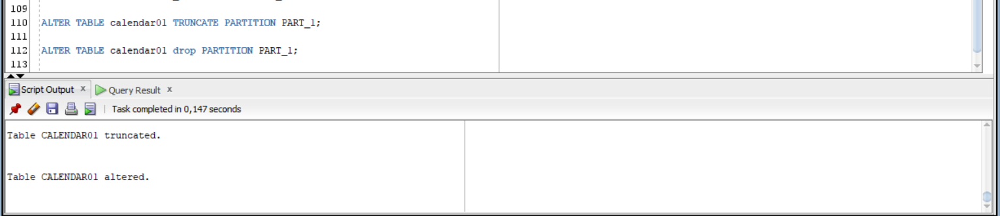 109
110 ALTER TABLE calendar01 TRUNCATE PARTITION PART_1;
111
112 ALTER TABLE calendar01 drop PARTITION PART_1;
113
Script Output x Query Result x
Task completed in 0,147 seconds
Table CALENDAR01 truncated.
Table CALENDAR01 altered.